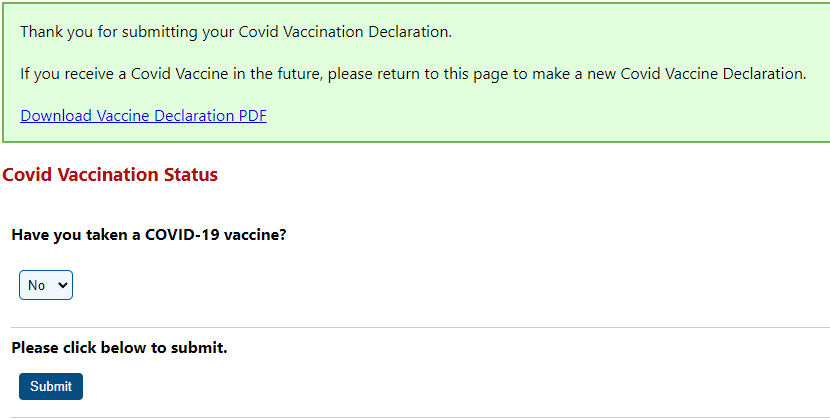 Thank you for submitting your Covid Vaccination Declaration.
If you receive a Covid Vaccine in the future, please return to this page to make a new Covid Vaccine Declaration.
Download Vaccine Declaration PDF
Covid Vaccination Status
Have you taken a COVID-19 vaccine?
No
Please click below to submit.
Submit